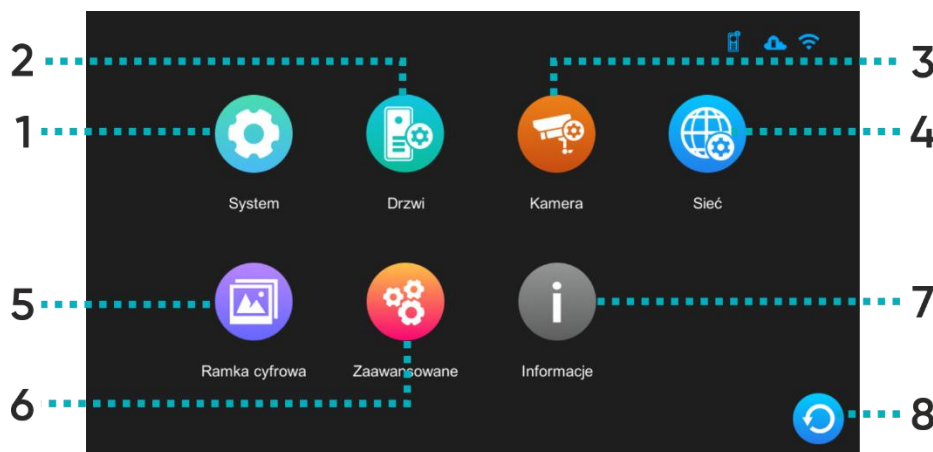 2
3
1
4
System
Drzwi
Kamera
Sieć
5
7
Ramka cyfrowa
Zaawansowane
Informacje
6
8